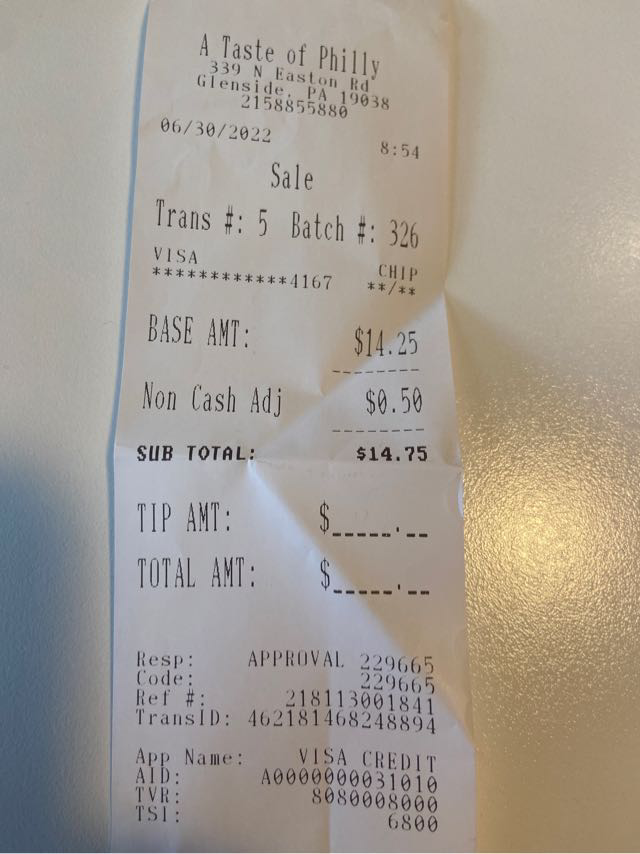 A Taste of Philly
339 N Easton Rd
Glenside, PA 19038
2158855880
06/30/2022 8:54
Sale
Trans #: 5 Batch #: 326
VISA CHIP
************4167 **/**
BASE AMT: $14.25
--------
Non Cash Adj $0.50
--------
SUB TOTAL: $14.75
TIP AMT: $_____.__
TOTAL AMT: $_____.__
Resp: APPROVAL 229665
Code: 229665
Ref #: 218113001841
TransID: 462181468248894
App Name: VISA CREDIT
AID: A0000000031010
TVR: 8080008000
TSI: 6800